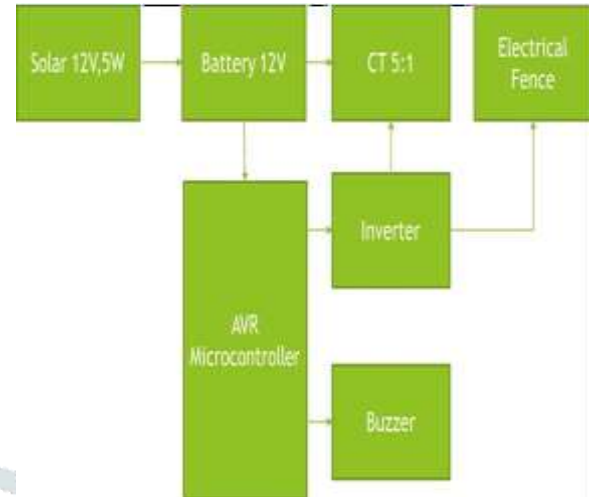 Solar 12V,5W
Battery 12V
CT 5:1
Electrical
Fence
Inverter
AVR
Microcontroller
Buzzer